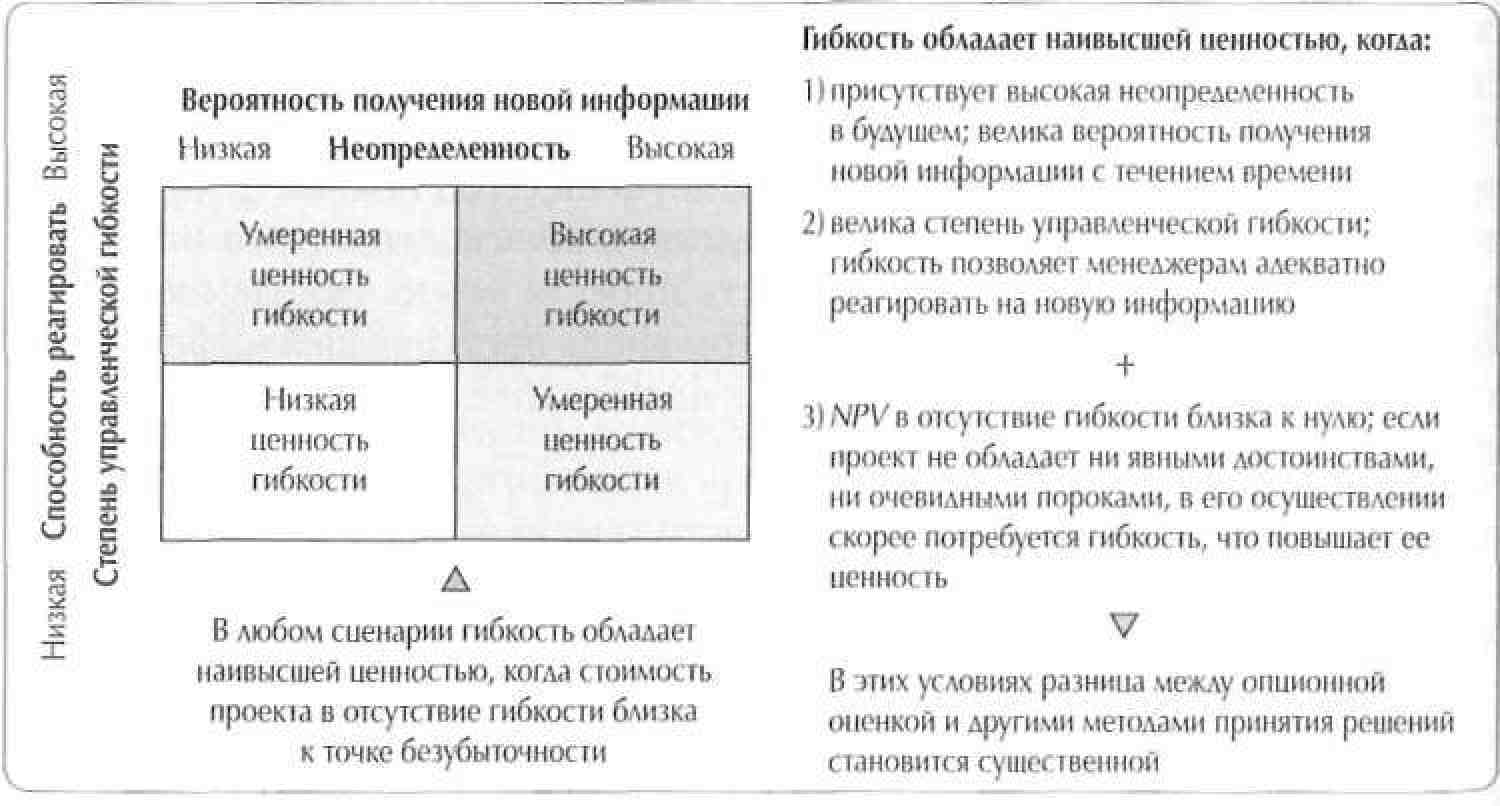 Низкая Способность реагировать Высокая
Степень управленческой гибкости
Вероятность получения новой информации
Низкая Неопределенность Высокая
Умеренная
ценность
гибкости
Высокая
ценность
гибкости
Низкая
ценность
гибкости
Умеренная
ценность
гибкости
В любом сценарии гибкость обладает
наивысшей ценностью, когда стоимость
проекта в отсутствие гибкости близка
к точке безубыточности
Гибкость обладает наивысшей ценностью, когда:
1) присутствует высокая неопределенность
в будущем; велика вероятность получения
новой информации с течением времени
2) велика степень управленческой гибкости;
гибкость позволяет менеджерам адекватно
реагировать на новую информацию
+
3) NPV в отсутствие гибкости близка к нулю; если
проект не обладает ни явными достоинствами,
ни очевидными пороками, в его осуществлении
скорее потребуется гибкость, что повышает ее
ценность
В этих условиях разница между опционной
оценкой и другими методами принятия решений
становится существенной